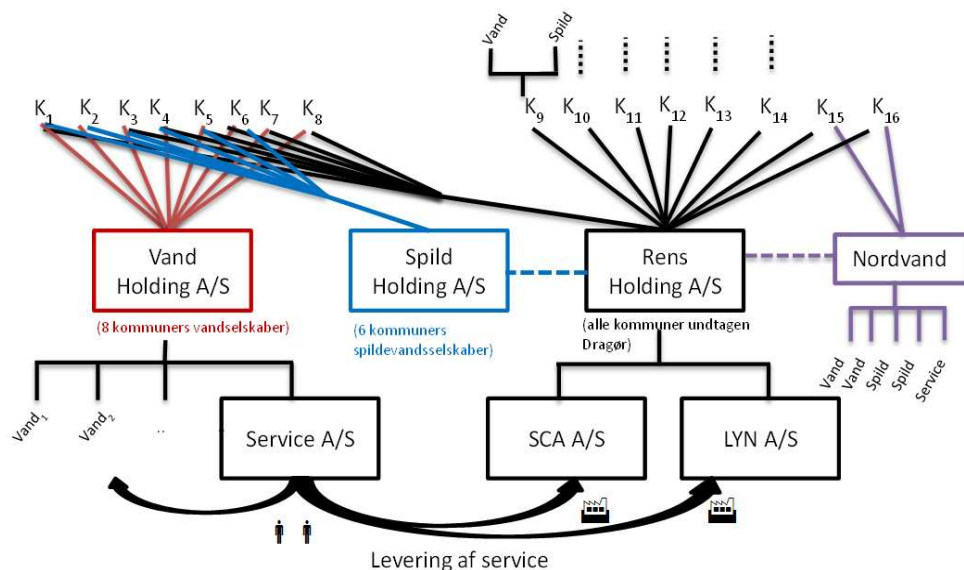 Vand Spild
K1 K2 K3 K4 K5 K6 K7 K8
K9 K10 K11 K12 K13 K14 K15 K16
Vand
Holding A/S
Spild
Holding A/S
Rens
Holding A/S
Nordvand
(8 kommuners vandselskaber)
(6 kommuners
spildevandsselskaber)
(alle kommuner undtagen
Dragør)
Vand Vand Spild Spild Service
Vand1 Vand2 ..
Service A/S
SCA A/S
LYN A/S
Levering af service